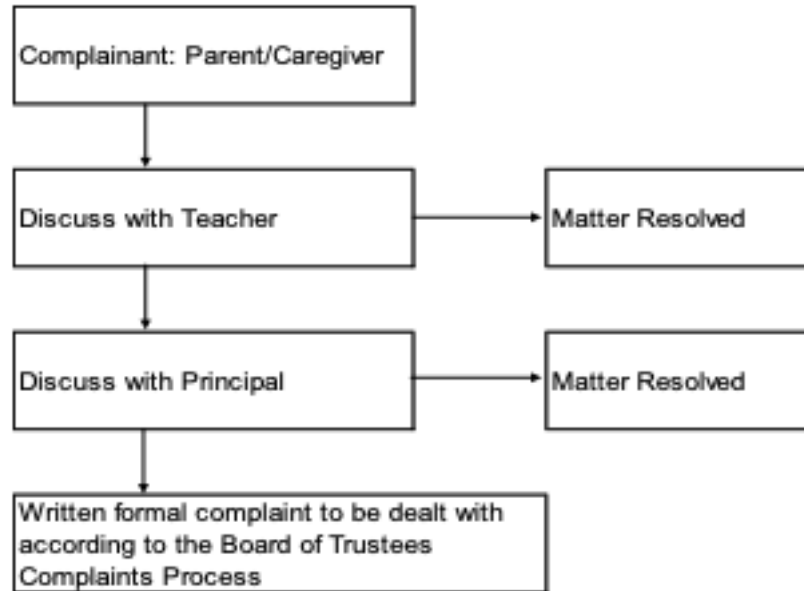 Complainant: Parent/Caregiver
Discuss with Teacher
Matter Resolved
Discuss with Principal
Matter Resolved
Written formal complaint to be dealt with
according to the Board of Trustees
Complaints Process